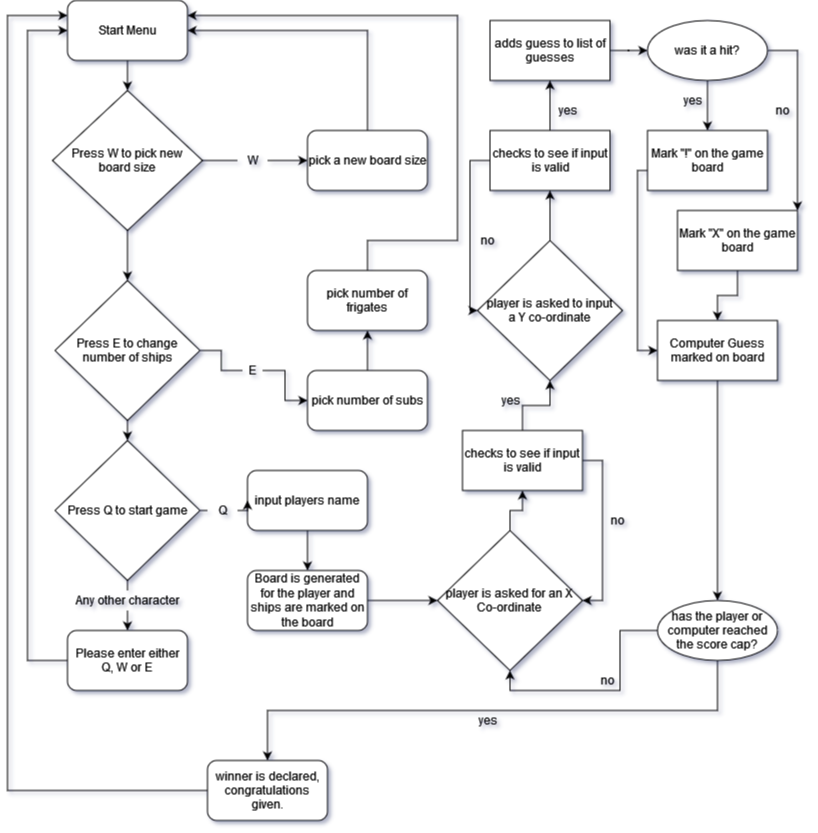 Start Menu
Press W to pick new
board size
W
pick a new board size
Press E to change
number of ships
E
pick number of subs
pick number of
frigates
Press Q to start game
Q
input players name
Any other character
Please enter either
Q, W or E
Board is generated
for the player and
ships are marked on
the board
player is asked for an X
Co-ordinate
checks to see if input
is valid
no
yes
player is asked to input
a Y co-ordinate
checks to see if input
is valid
no
yes
adds guess to list of
guesses
was it a hit?
yes
no
Mark "!" on the game
board
Mark "X" on the game
board
Computer Guess
marked on board
has the player or
computer reached
the score cap?
no
yes
winner is declared,
congratulations
given.